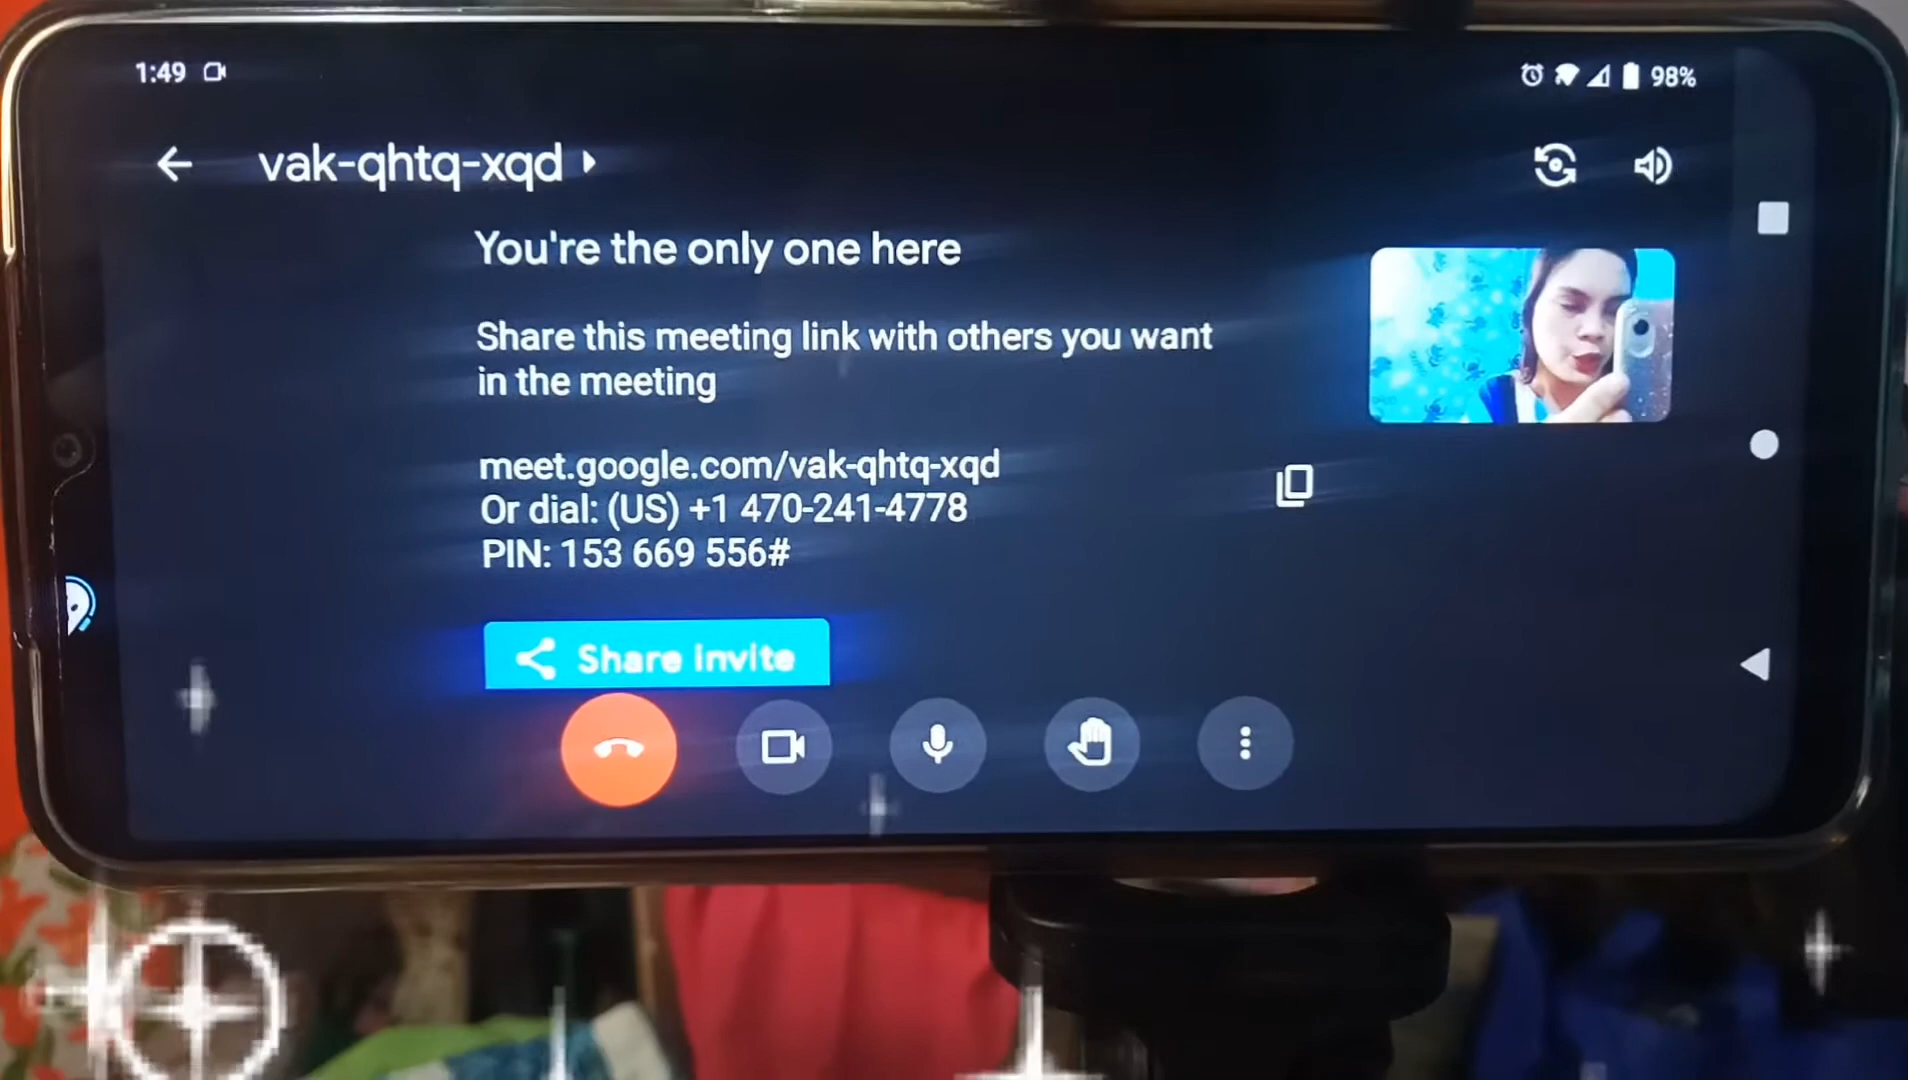 1:49
98%
vak-qhtq-xqd
You're the only one here
Share this meeting link with others you want
in the meeting
meet.google.com/vak-qhtq-xqd
Or dial: (US) +1 470-241-4778
PIN: 153 669 556#
Share invite